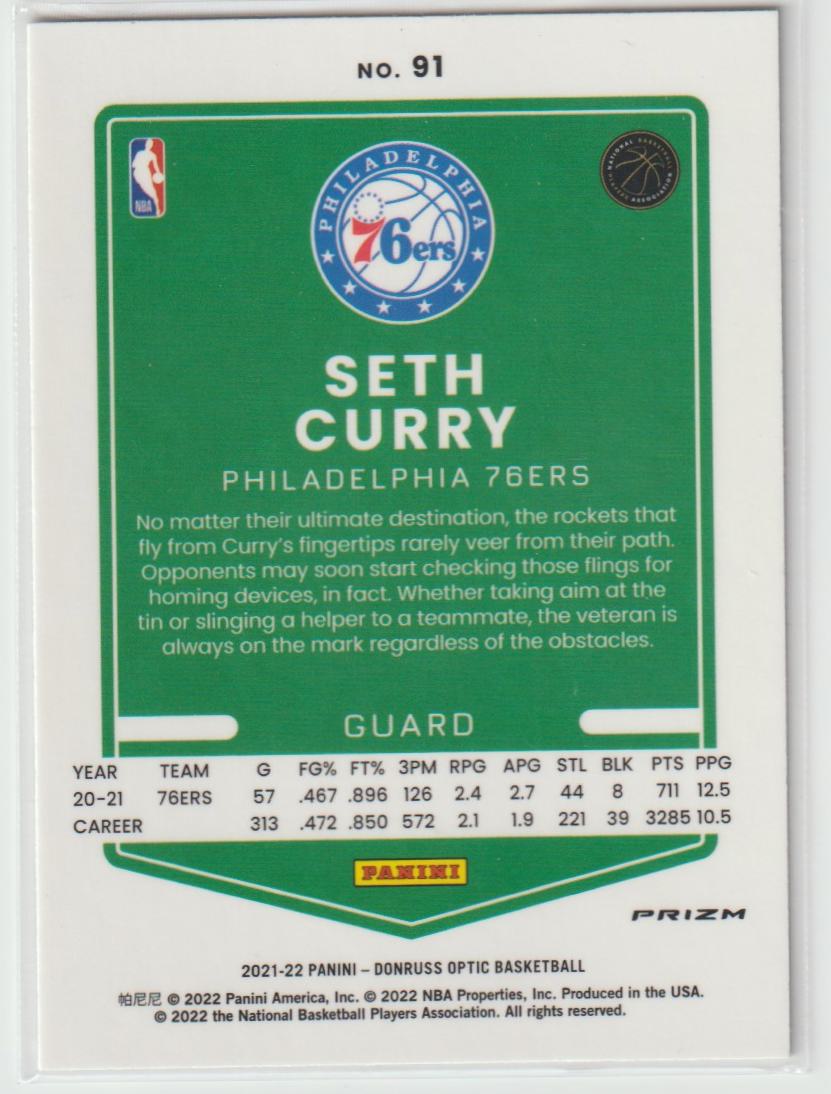 NO. 91
NBA
NATIONAL BASKETBALL PLAYERS ASSOCIATION
PHILADELPHIA
76ers
SETH
CURRY
PHILADELPHIA 76ERS
No matter their ultimate destination, the rockets that
fly from Curry's fingertips rarely veer from their path.
Opponents may soon start checking those flings for
homing devices, in fact. Whether taking aim at the
tin or slinging a helper to a teammate, the veteran is
always on the mark regardless of the obstacles.
GUARD
YEAR TEAM G FG% FT% 3PM RPG APG STL BLK PTS PPG
20-21 76ERS 57 .467 .896 126 2.4 2.7 44 8 711 12.5
CAREER 313 .472 .850 572 2.1 1.9 221 39 3285 10.5
PANINI
PRIZM
2021-22 PANINI – DONRUSS OPTIC BASKETBALL
帕尼尼 © 2022 Panini America, Inc. © 2022 NBA Properties, Inc. Produced in the USA.
© 2022 the National Basketball Players Association. All rights reserved.